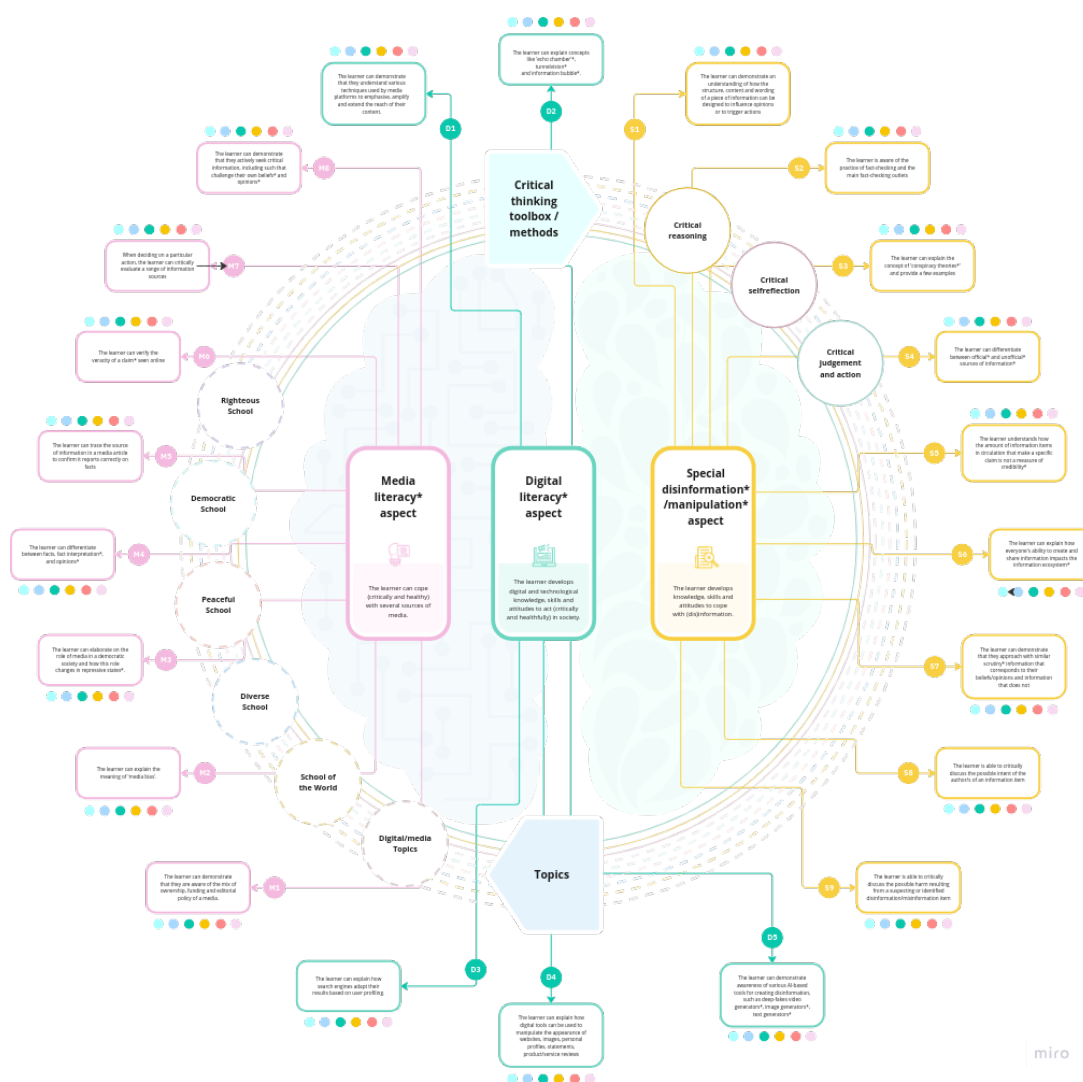 The learner can explain concepts
like 'echo chamber'*,
tunnelvision*
and information bubble*.
D2
The learner can demonstrate
that they understand various
techniques used by media
platforms to emphasise, amplify
and extend the reach of their
content.
D1
The learner can demonstrate an
understanding of how the
structure, content and wording
of a piece of information can be
designed to influence opinions
or to trigger actions
S1
The learner can demonstrate
that they actively seek critical
information, including such that
challenge their own beliefs* and
opinions*
M8
Critical
thinking
toolbox /
methods
The learner is aware of the
practice of fact-checking and the
main fact-checking outlets
S2
Critical
reasoning
When deciding on a particular
action, the learner can critically
evaluate a range of information
sources
M7
Critical
selfreflection
S3
The learner can explain the
concept of 'conspiracy theories*'
and provide a few examples
The learner can verify the
veracity of a claim* seen online
M6
Critical
judgement
and action
S4
The learner can differentiate
between official* and unofficial*
sources of information*
Righteous
School
The learner can trace the source
of information in a media article
to confirm it reports correctly on
facts
M5
S5
The learner understands how
the amount of information items
in circulation that make a specific
claim is not a measure of
credibility*
Democratic
School
Media
literacy*
aspect
The learner can cope
(critically and healthy)
with several sources of
media.
Digital
literacy*
aspect
The learner develops
digital and technological
knowledge, skills and
attitudes to act (critically
and healthfully) in society.
Special
disinformation*
/manipulation*
aspect
The learner develops
knowledge, skills and
attitudes to cope
with (dis)information.
The learner can differentiate
between facts, fact interpretation*,
and opinions*
M4
S6
The learner can explain how
everyone's ability to create and
share information impacts the
information ecosystem*
Peaceful
School
The learner can elaborate on the
role of media in a democratic
society and how this role
changes in repressive states*.
M3
S7
The learner can demonstrate
that they approach with similar
scrutiny* information that
corresponds to their
beliefs/opinions and information
that does not
Diverse
School
The learner can explain the
meaning of 'media bias'.
M2
School of
the World
S8
The learner is able to critically
discuss the possible intent of the
author/s of an information item
Digital/media
Topics
Topics
The learner can demonstrate
that they are aware of the mix of
ownership, funding and editorial
policy of a media.
M1
S9
The learner is able to critically
discuss the possible harm resulting
from a suspecting or identified
disinformation/misinformation item
The learner can explain how
search engines adapt their
results based on user profiling
D3
D4
The learner can explain how
digital tools can be used to
manipulate the appearance of
websites, images, personal
profiles, statements,
product/service reviews
D5
The learner can demonstrate
awareness of various AI-based
tools for creating disinformation,
such as deep-fakes video
generators*, image generators*,
text generators*
miro